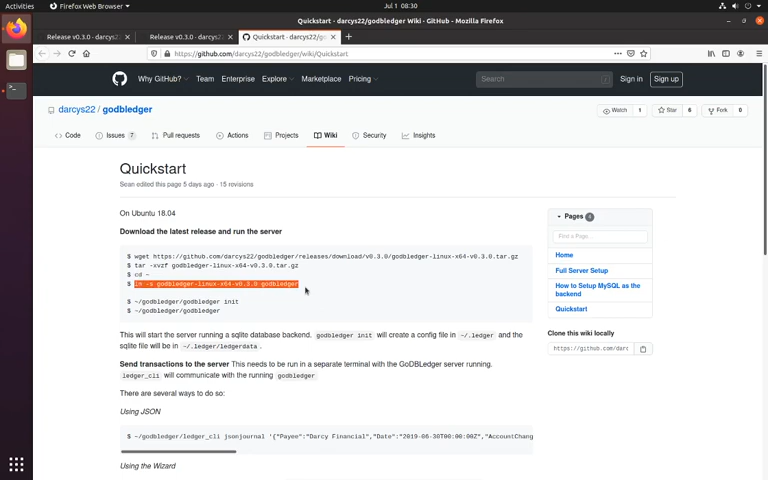 Activities
Firefox Web Browser
Jul 1 08:30
Quickstart · darcys22/godbledger Wiki · GitHub - Mozilla Firefox
Release v0.3.0 · darcys22
Release v0.3.0 · darcys22
Quickstart · darcys22/go
https://github.com/darcys22/godbledger/wiki/Quickstart
Why GitHub?
Team
Enterprise
Explore
Marketplace
Pricing
Search
/
Sign in
Sign up
darcys22 / godbledger
Watch 1
Star 6
Fork 0
Code
Issues 7
Pull requests
Actions
Projects
Wiki
Security
Insights
Quickstart
Sean edited this page 5 days ago · 15 revisions
On Ubuntu 18.04
Download the latest release and run the server
$ wget https://github.com/darcys22/godbledger/releases/download/v0.3.0/godbledger-linux-x64-v0.3.0.tar.gz
$ tar -xvzf godbledger-linux-x64-v0.3.0.tar.gz
$ cd ~
$ ln -s godbledger-linux-x64-v0.3.0 godbledger
$ ~/godbledger/godbledger init
$ ~/godbledger/godbledger
This will start the server running a sqlite database backend. godbledger init will create a config file in ~/.ledger and the
sqlite file will be in ~/.ledger/ledgerdata .
Send transactions to the server This needs to be run in a separate terminal with the GoDBLedger server running.
ledger_cli will communicate with the running godbledger
There are several ways to do so:
Using JSON
$ ~/godbledger/ledger_cli jsonjournal '{"Payee":"Darcy Financial","Date":"2019-06-30T00:00:00Z","AccountChang
Using the Wizard
Pages 4
Find a Page…
Home
Full Server Setup
How to Setup MySQL as the
backend
Quickstart
Clone this wiki locally
https://github.com/darc